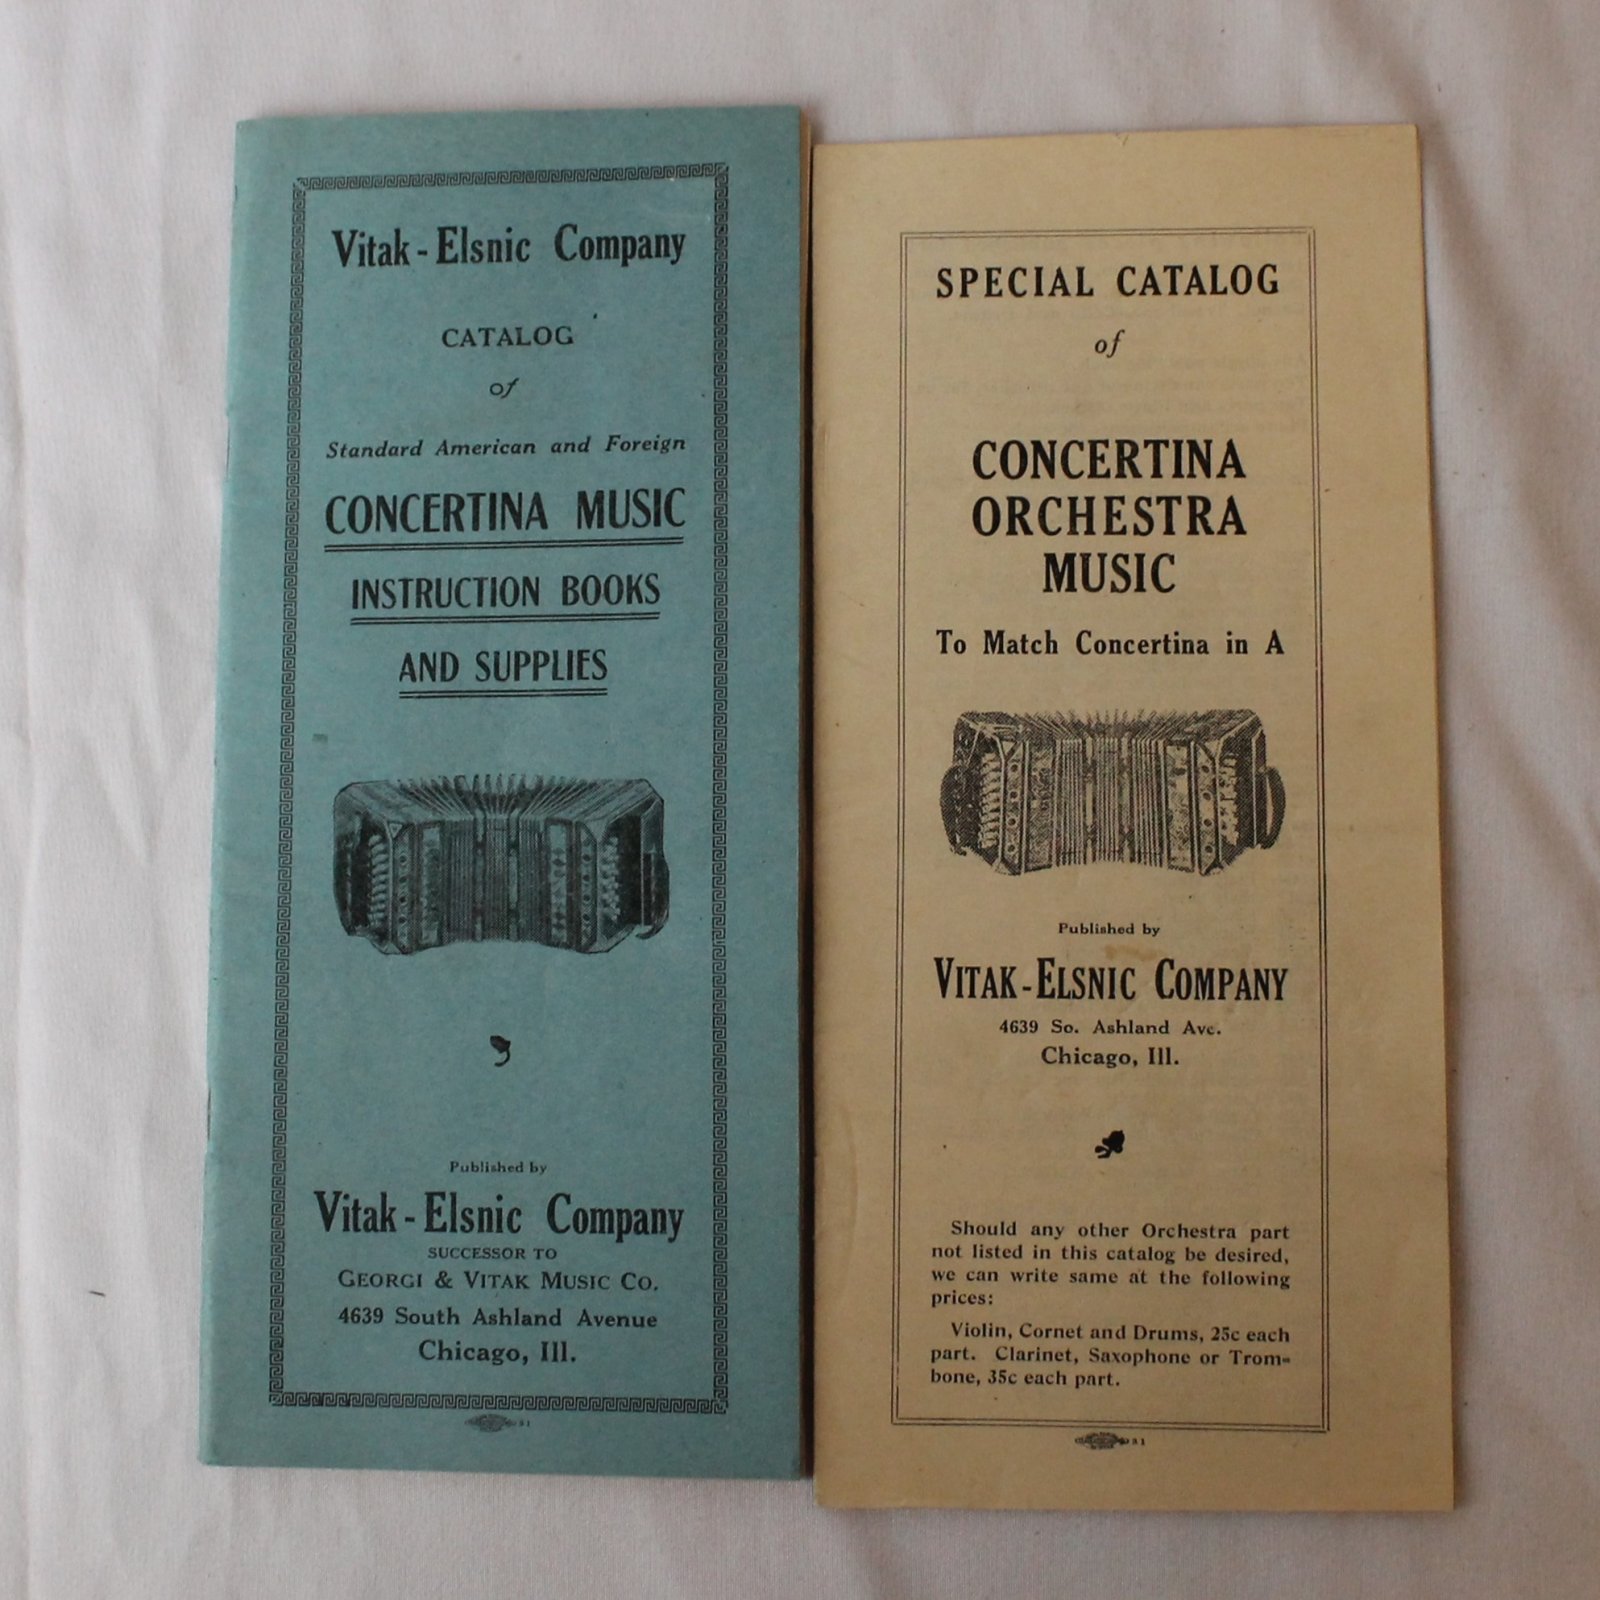 Vitak-Elsnic Company
CATALOG
of
Standard American and Foreign
CONCERTINA MUSIC
INSTRUCTION BOOKS
AND SUPPLIES
Published by
Vitak-Elsnic Company
SUCCESSOR TO
GEORGI & VITAK MUSIC CO.
4639 South Ashland Avenue
Chicago, Ill.
SPECIAL CATALOG
of
CONCERTINA
ORCHESTRA
MUSIC
To Match Concertina in A
Published by
VITAK-ELSNIC COMPANY
4639 So. Ashland Ave.
Chicago, Ill.
Should any other Orchestra part
not listed in this catalog be desired,
we can write same at the following
prices:
Violin, Cornet and Drums, 25c each
part. Clarinet, Saxophone or Trom-
bone, 35c each part.